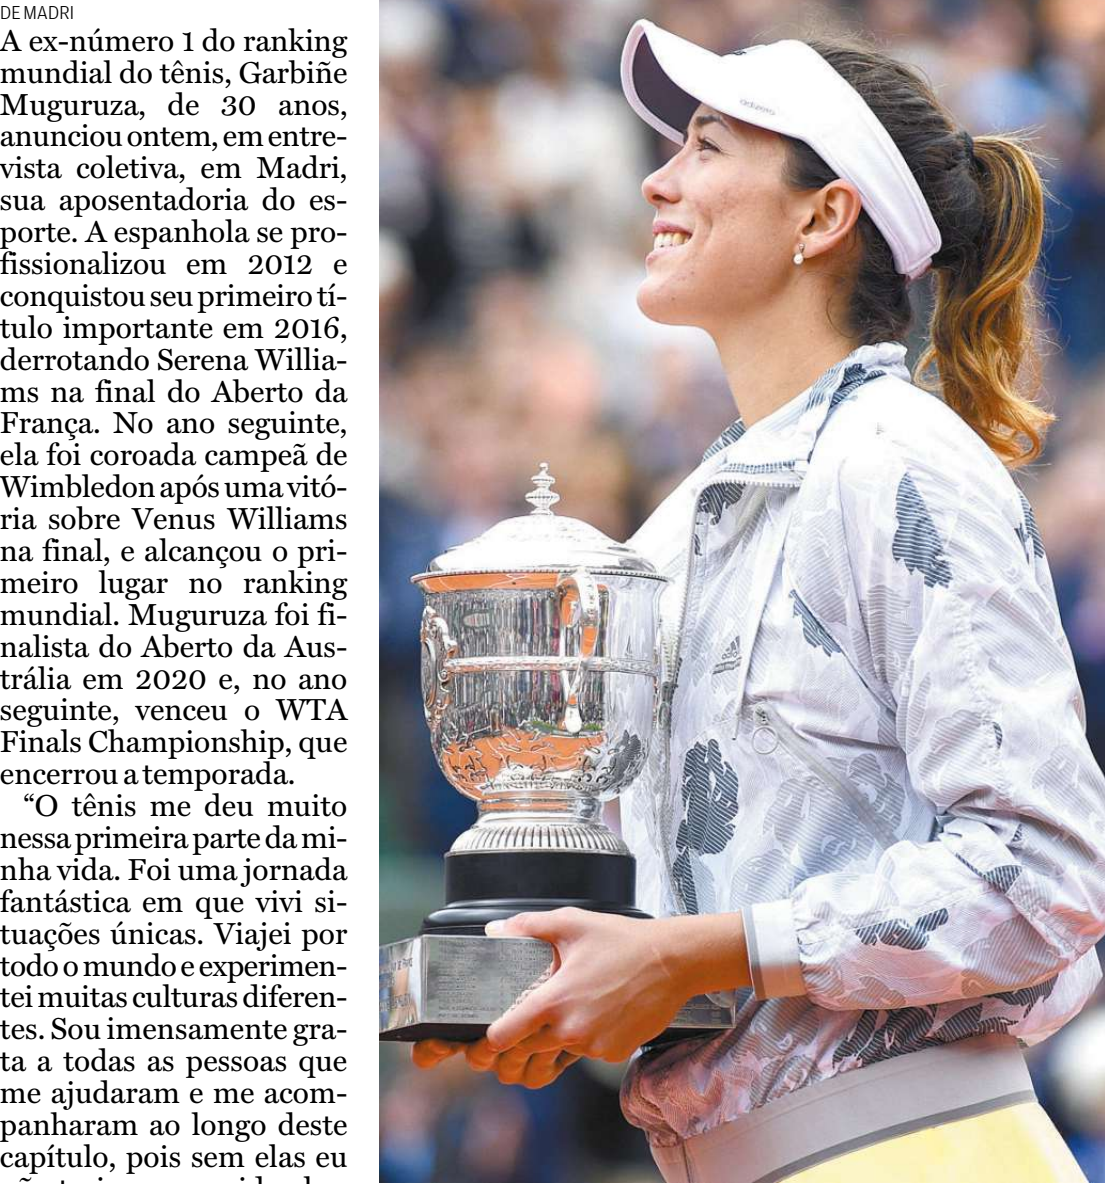 DE MADRI
A ex-número 1 do ranking
mundial do tênis, Garbiñe
Muguruza, de 30 anos,
anunciou ontem, em entre-
vista coletiva, em Madri,
sua aposentadoria do es-
porte. A espanhola se pro-
fissionalizou em 2012 e
conquistou seu primeiro tí-
tulo importante em 2016,
derrotando Serena Willia-
ms na final do Aberto da
França. No ano seguinte,
ela foi coroada campeã de
Wimbledon após uma vitó-
ria sobre Venus Williams
na final, e alcançou o pri-
meiro lugar no ranking
mundial. Muguruza foi fi-
nalista do Aberto da Aus-
trália em 2020 e, no ano
seguinte, venceu o WTA
Finals Championship, que
encerrou a temporada.
“O tênis me deu muito
nessa primeira parte da mi-
nha vida. Foi uma jornada
fantástica em que vivi si-
tuações únicas. Viajei por
todo o mundo e experimen-
tei muitas culturas diferen-
tes. Sou imensamente gra-
ta a todas as pessoas que
me ajudaram e me acom-
panharam ao longo deste
capítulo, pois sem elas eu
adizero
adidas